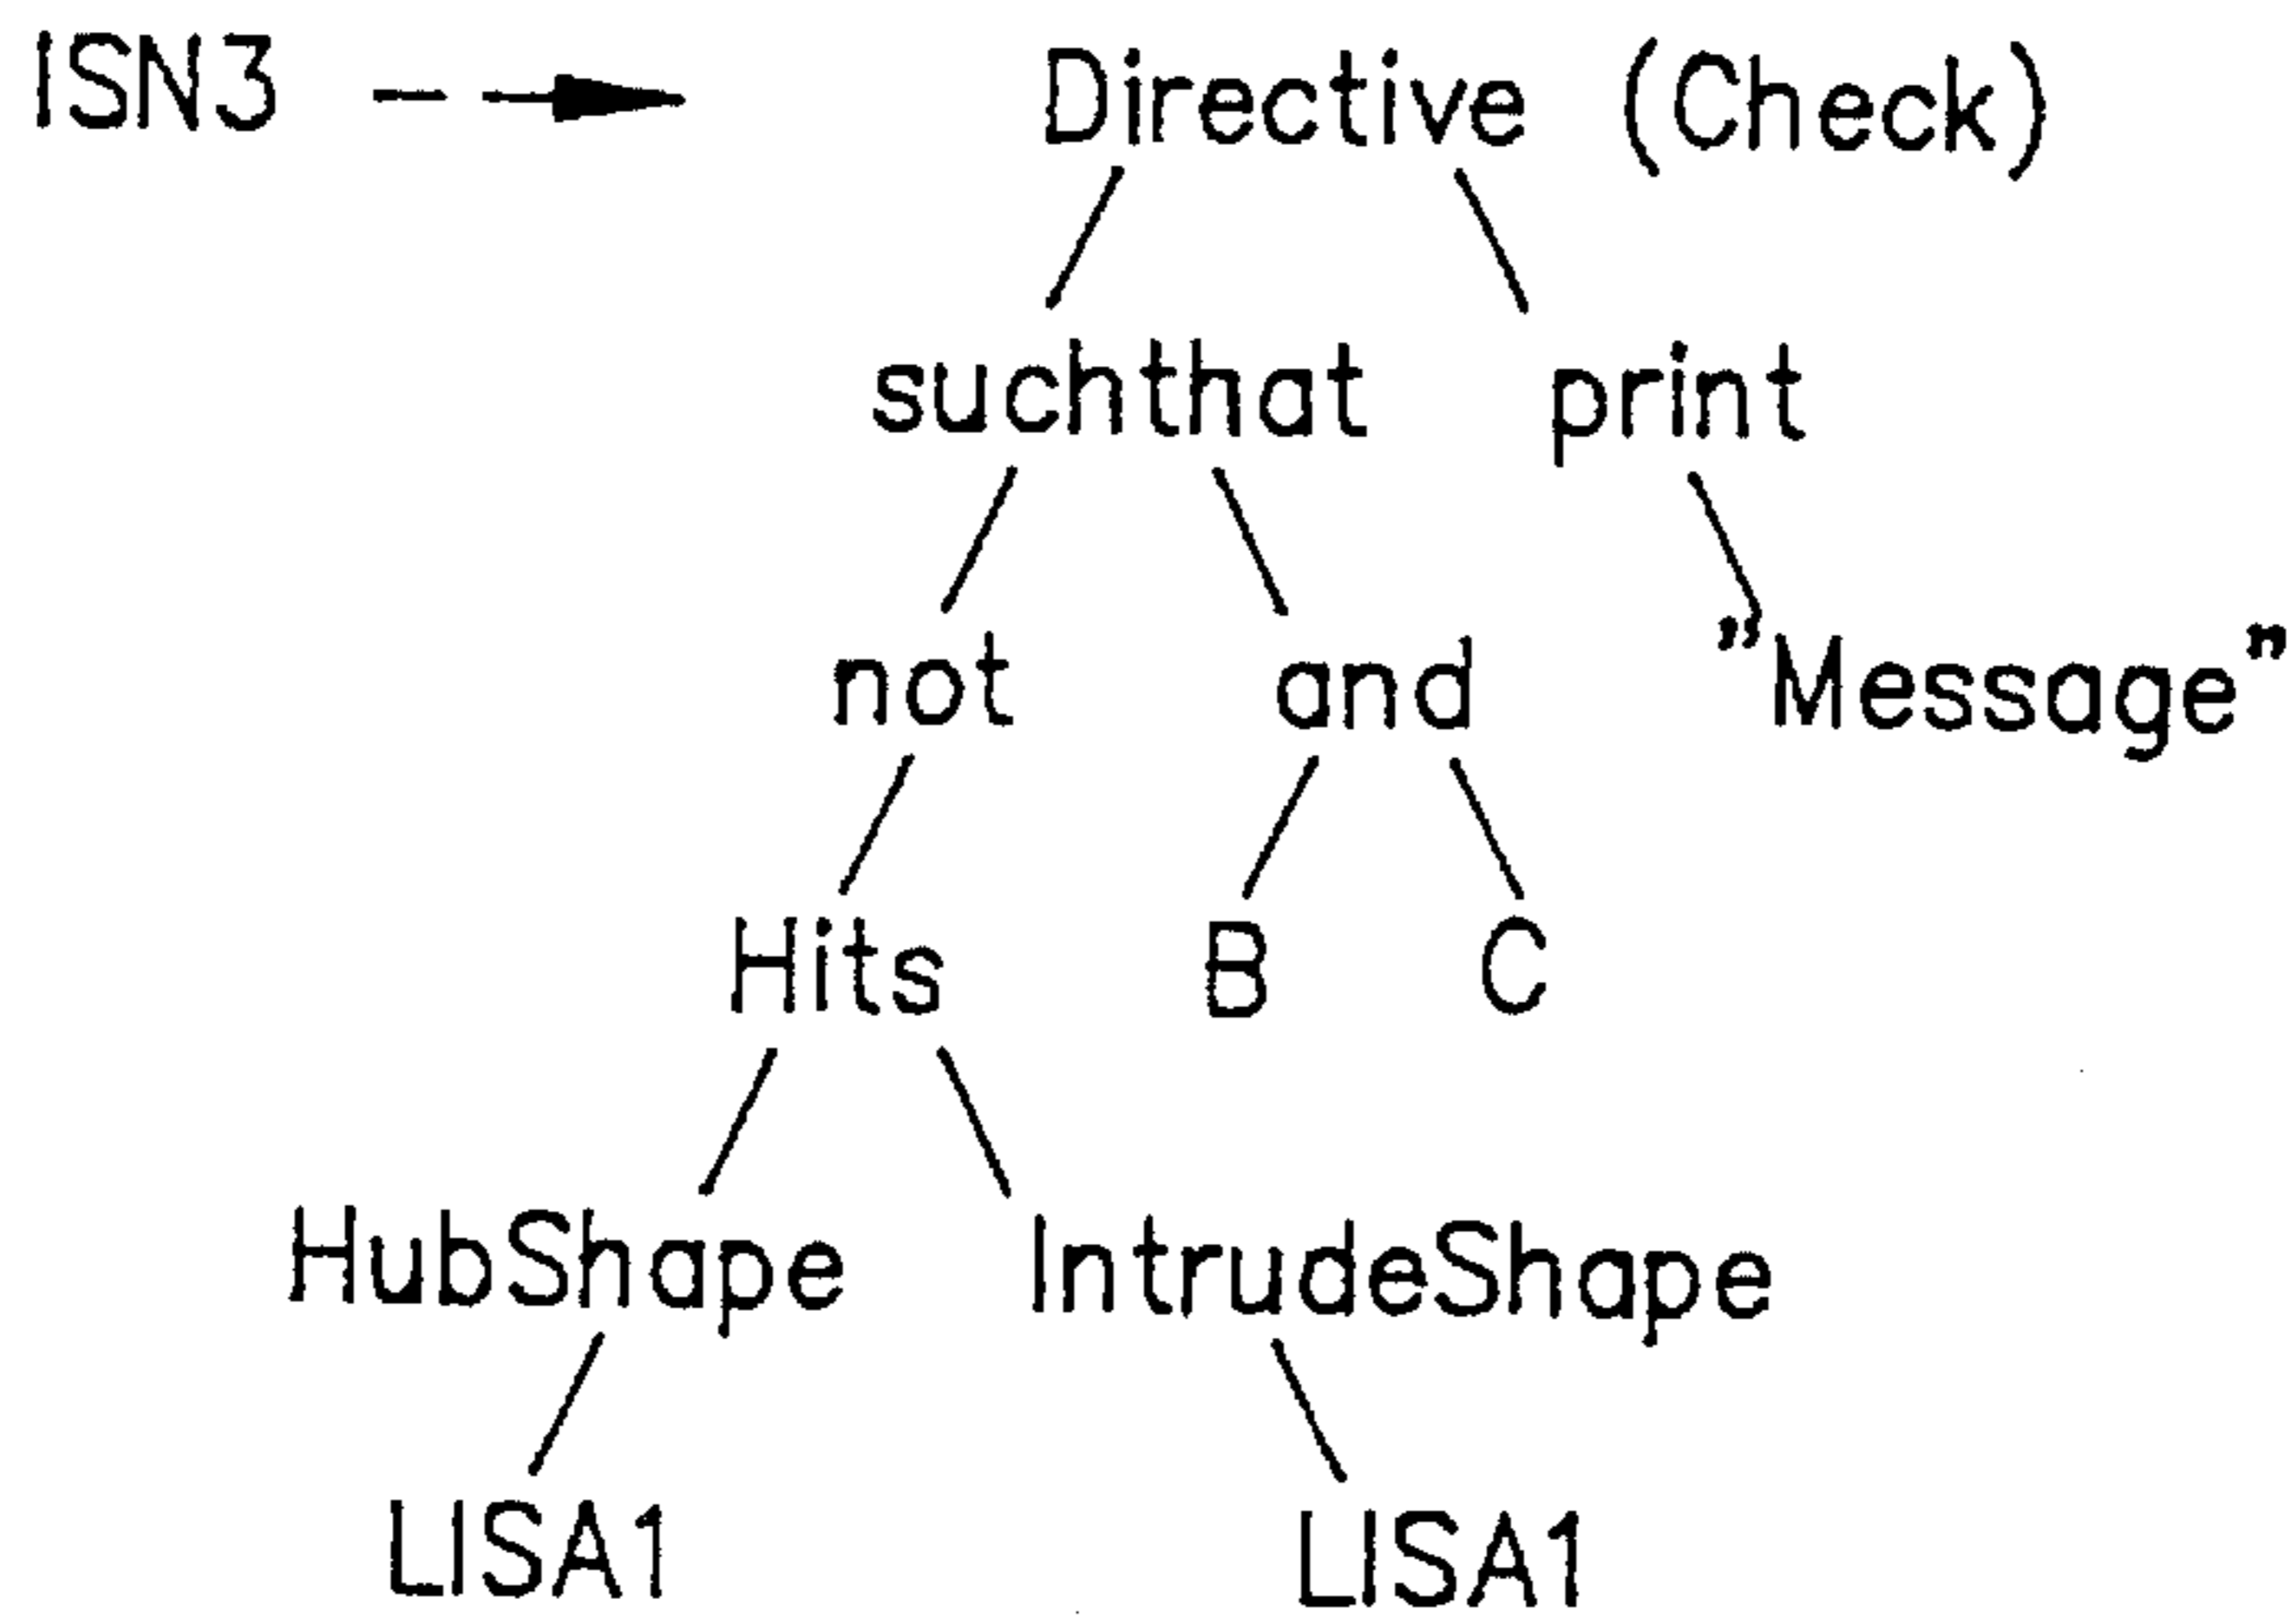 ISN3 Directive (Check)
suchthat print
not and "Message"
Hits B C
HubShape IntrudeShape
LISA1 LISA1